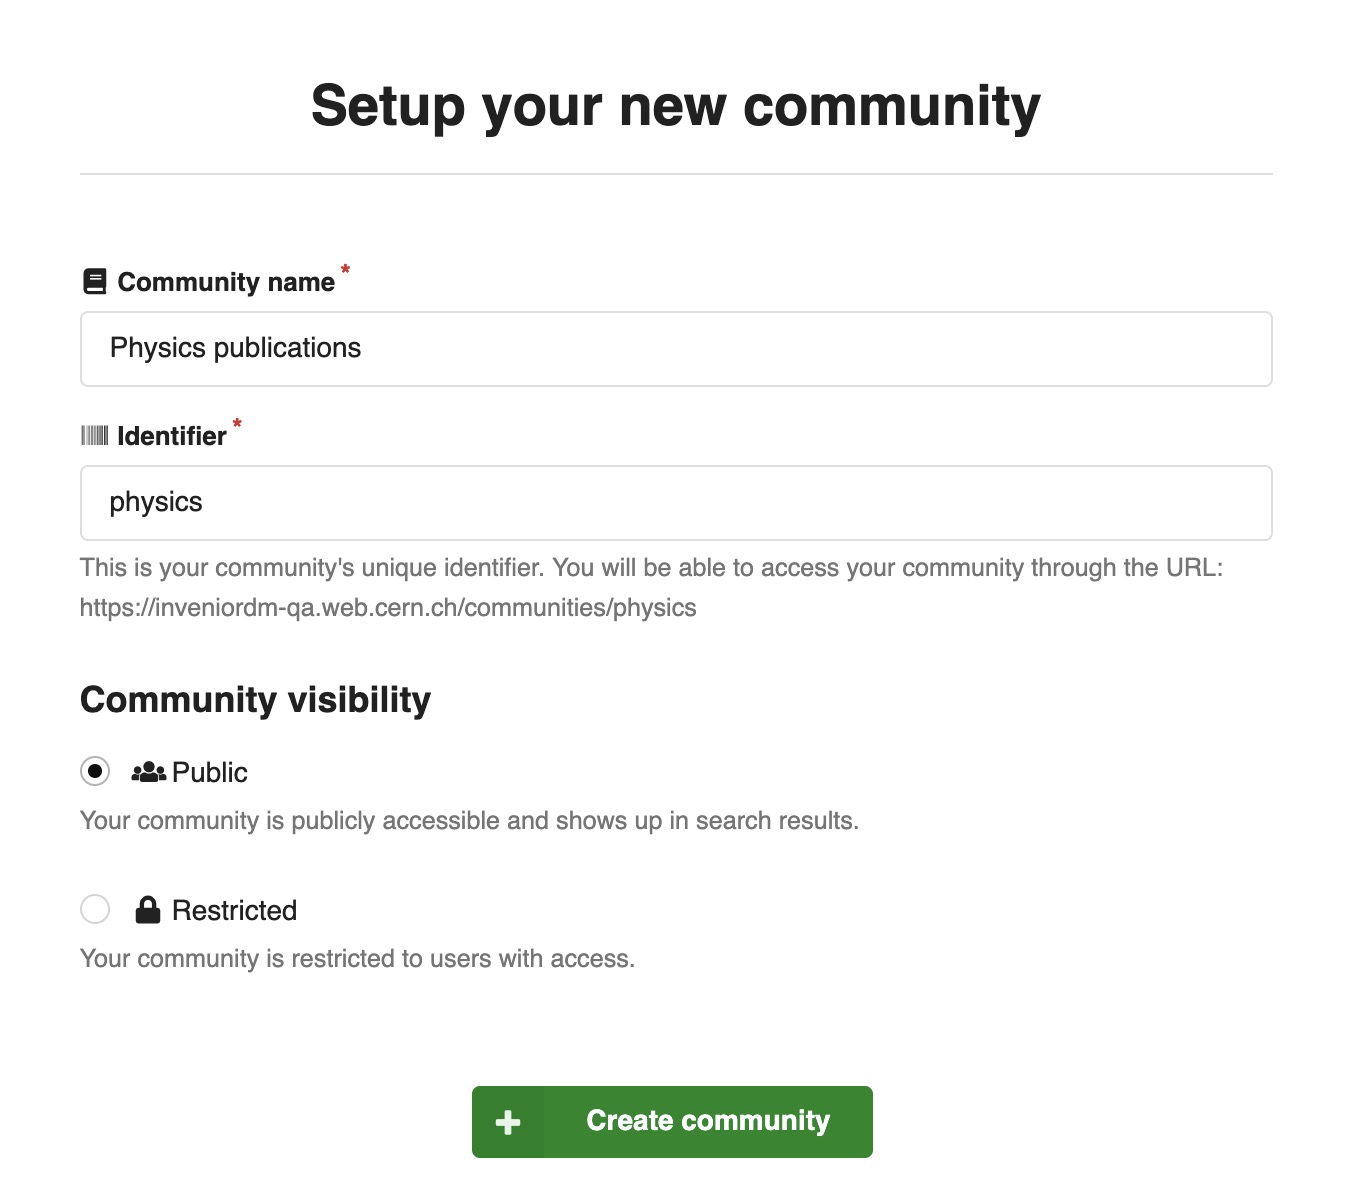 Setup your new community
Community name *
Physics publications
Identifier *
physics
This is your community's unique identifier. You will be able to access your community through the URL:
https://inveniordm-qa.web.cern.ch/communities/physics
Community visibility
Public
Your community is publicly accessible and shows up in search results.
Restricted
Your community is restricted to users with access.
Create community